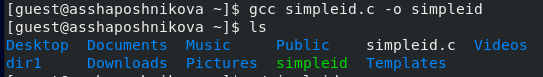 [guest@asshaposhnikova ~]$ gcc simpleid.c -o simpleid
[guest@asshaposhnikova ~]$ ls
Desktop Documents Music Public simpleid.c Videos
dir1 Downloads Pictures simpleid Templates